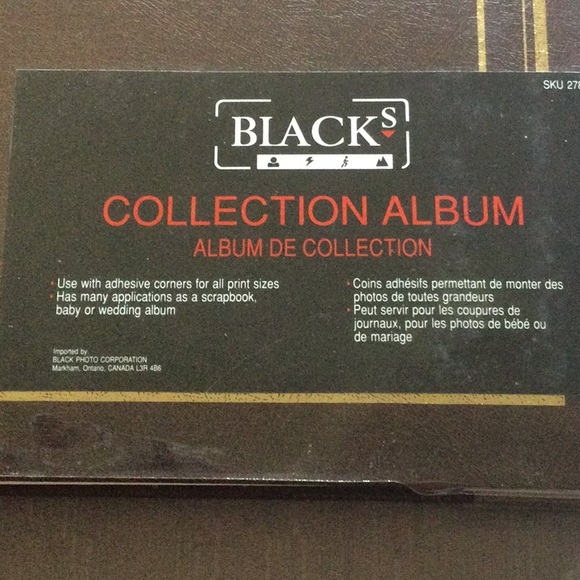 SKU 278
BLACKS
COLLECTION ALBUM
ALBUM DE COLLECTION
• Use with adhesive corners for all print sizes
• Has many applications as a scrapbook,
baby or wedding album
• Coins adhésifs permettant de monter des
photos de toutes grandeurs
• Peut servir pour les coupures de
journaux, pour les photos de bébé ou
de mariage
Imported by
BLACK PHOTO CORPORATION
Markham, Ontario, CANADA L3R 4B6